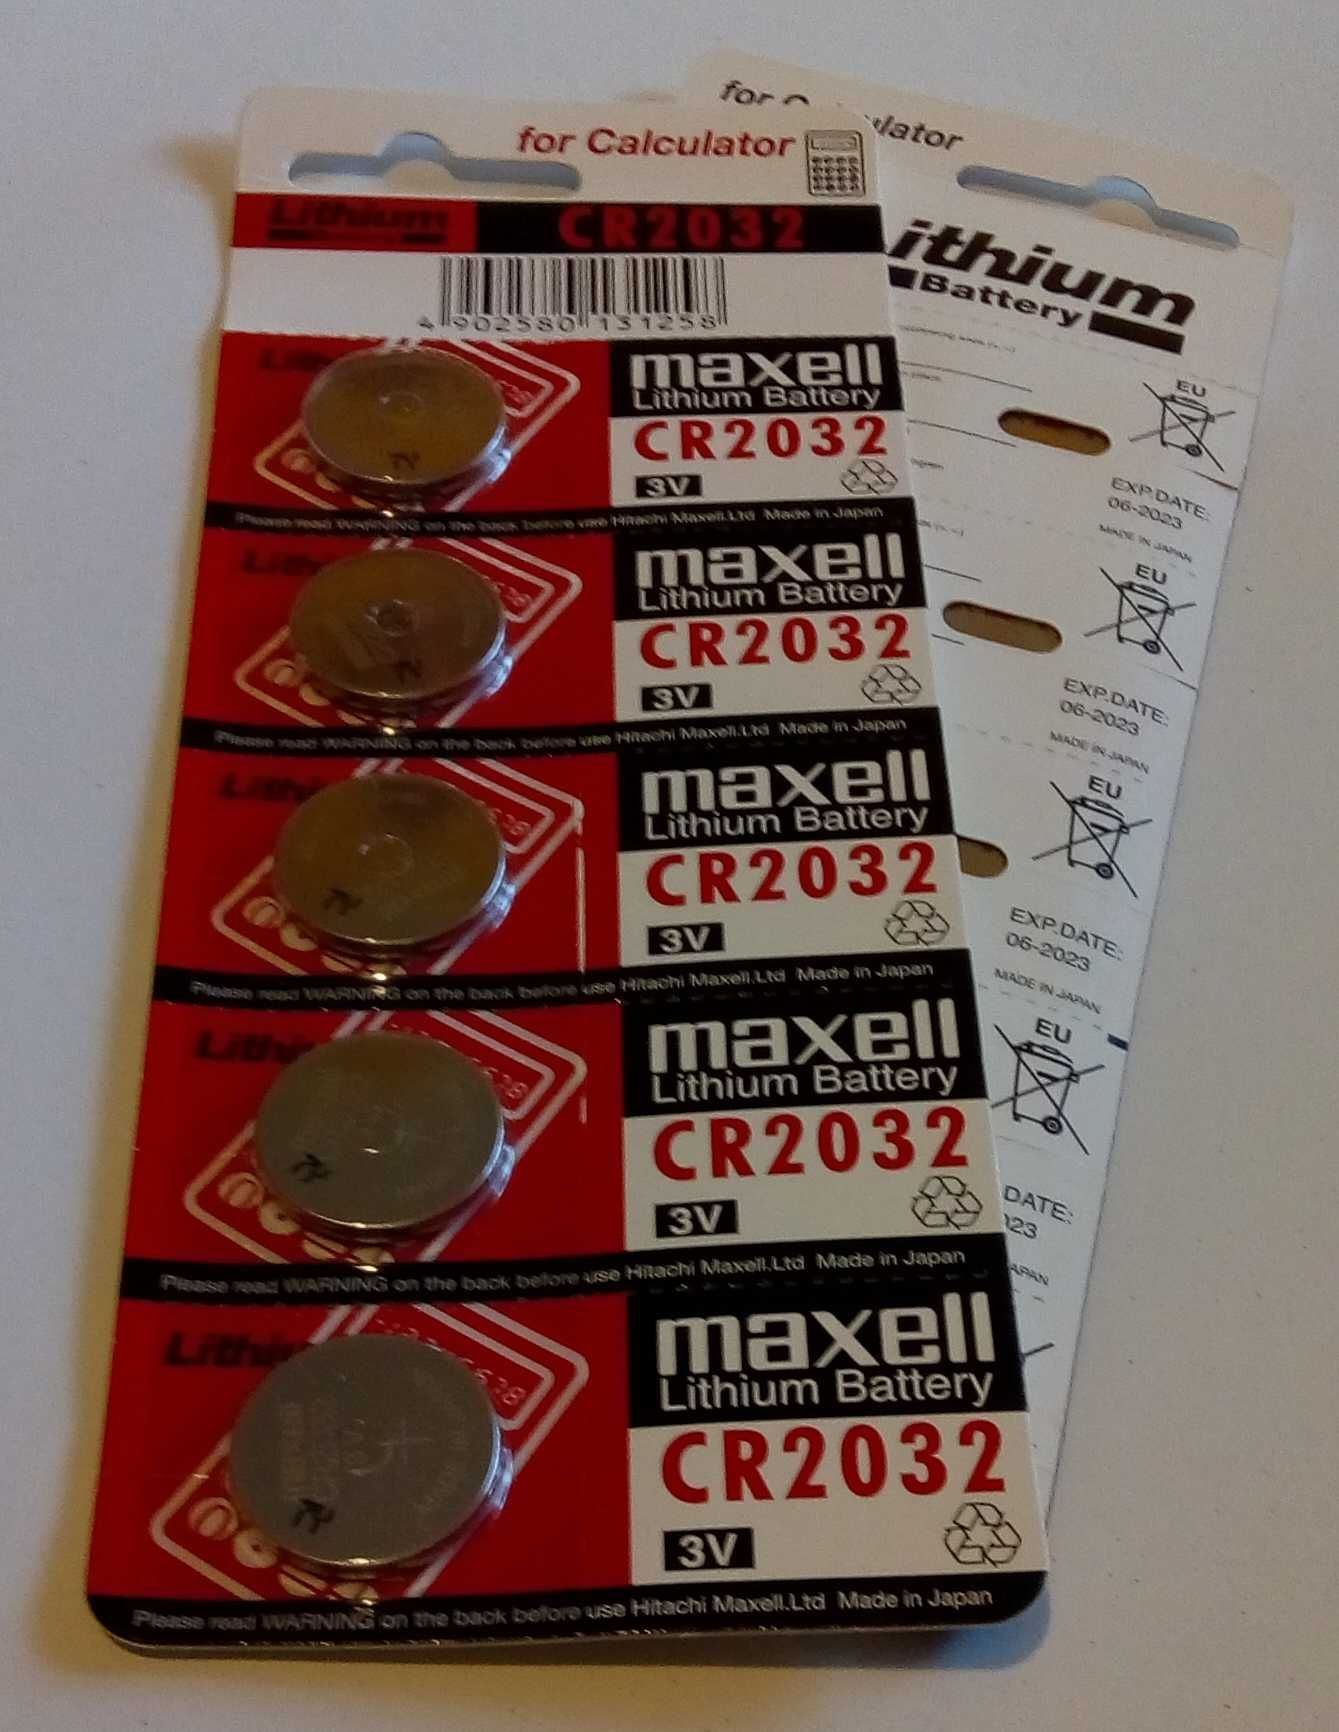 for Calculator
Lithium CR2032
4 902580 131258
maxell
Lithium Battery
CR2032
3V
Please read WARNING on the back before use Hitachi Maxell.Ltd Made in Japan
maxell
Lithium Battery
CR2032
3V
Please read WARNING on the back before use Hitachi Maxell.Ltd Made in Japan
maxell
Lithium Battery
CR2032
3V
Please read WARNING on the back before use Hitachi Maxell.Ltd Made in Japan
maxell
Lithium Battery
CR2032
3V
Please read WARNING on the back before use Hitachi Maxell.Ltd Made in Japan
maxell
Lithium Battery
CR2032
3V
Please read WARNING on the back before use Hitachi Maxell.Ltd Made in Japan
for
lator
ithium
Battery
EU
EXP.DATE:
06-2023
MADE IN JAPAN
EU
EXP.DATE:
06-2023
MADE IN JAPAN
EU
EXP.DATE:
06-2023
MADE IN JAPAN
EU
DATE:
023
APAN